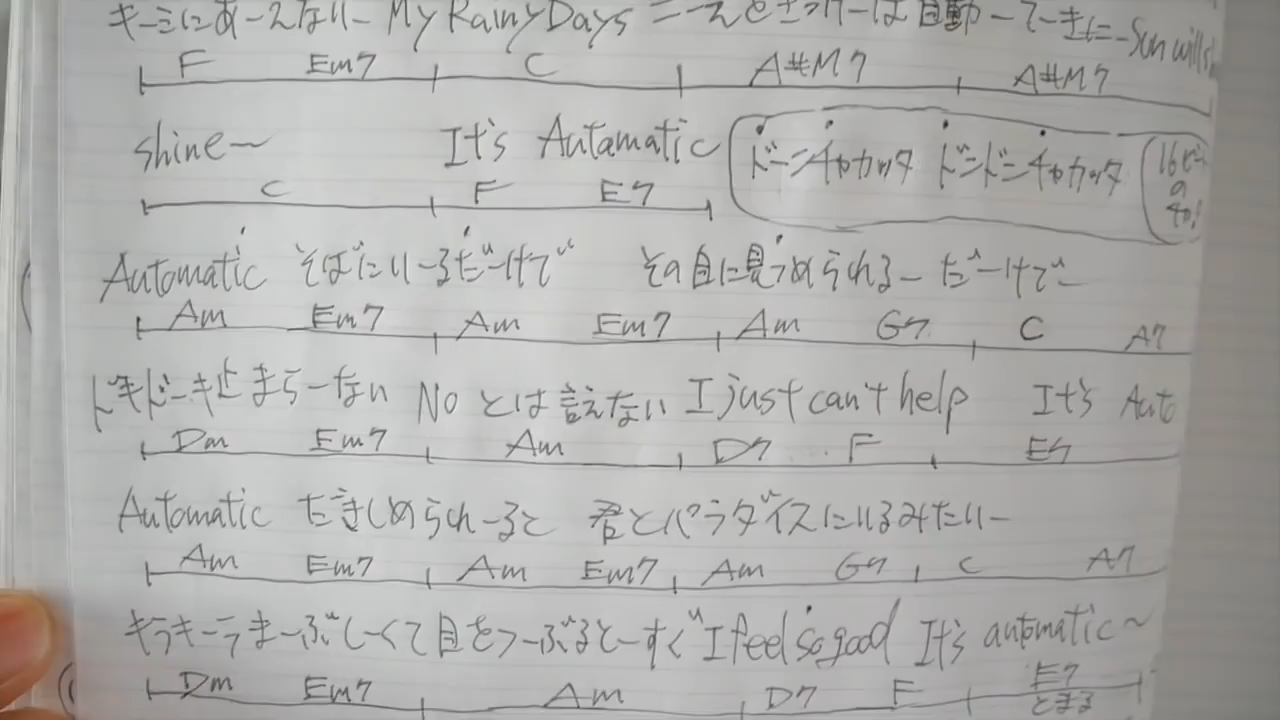 キーミにあーえない ー My Rainy Days こーえときっけーば自動ーてーきにー Sun will s
F Em7 C A#M7 A#M7
shine〜 It's Autamatic ドーンチャカッタ ドンドンチャカッタ 16ビ
C F E7
Automatic そばにいーるだーけで その目に見つめられるーだーけでー
Am Em7 Am Em7 Am G7 C A7
ドキドーキ止まらーない Noとは言えない I just can't help It's Auto
Dm Em7 Am D7 F E7
Automatic だきしめられーると 君とパラダイスにいるみたいー
Am Em7 Am Em7 Am G7 C A7
キラキーラまーぶしーくて目をつーぶるとーすぐ I feel so good It's automatic〜
Dm Em7 Am D7 F E7
とまる